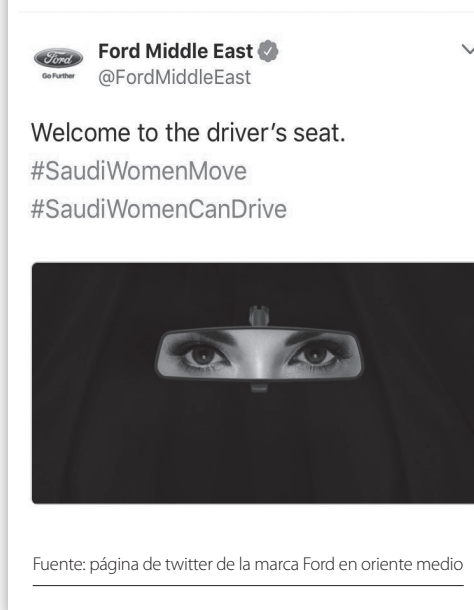 Ford
Go Further
Ford Middle East
@FordMiddleEast
Welcome to the driver's seat.
#SaudiWomenMove
#SaudiWomenCanDrive
Fuente: página de twitter de la marca Ford en oriente medio